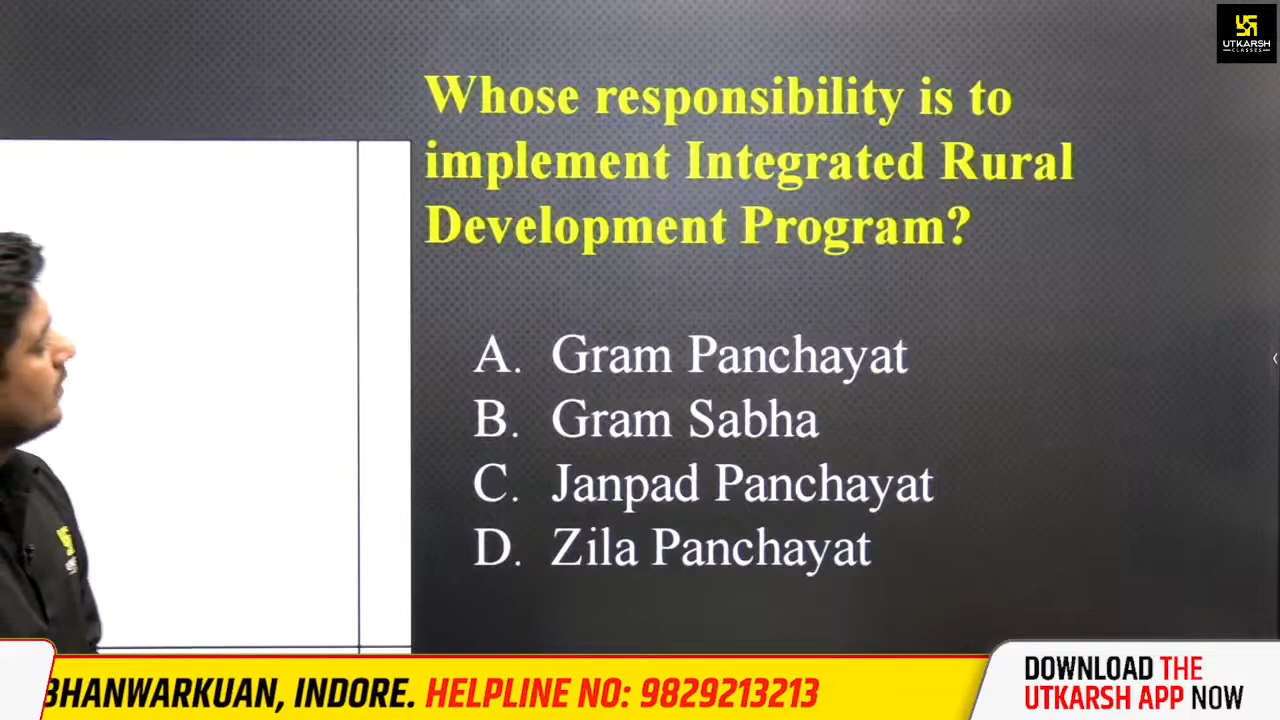 UTKARSH
CLASSES
Whose responsibility is to
implement Integrated Rural
Development Program?
A. Gram Panchayat
B. Gram Sabha
C. Janpad Panchayat
D. Zila Panchayat
BHANWARKUAN, INDORE. HELPLINE NO: 9829213213
DOWNLOAD THE
UTKARSH APP NOW